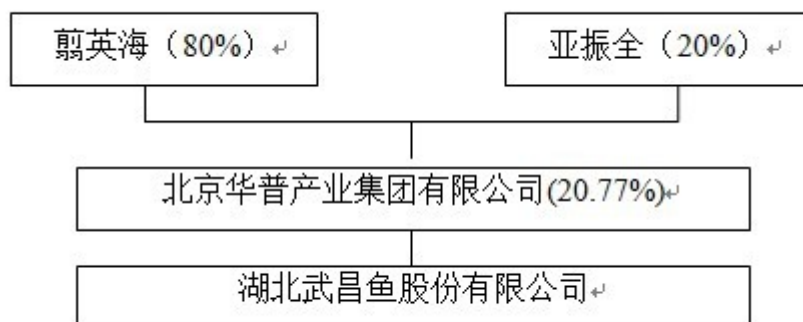 翦英海（80%）
亚振全（20%）
北京华普产业集团有限公司(20.77%)
湖北武昌鱼股份有限公司